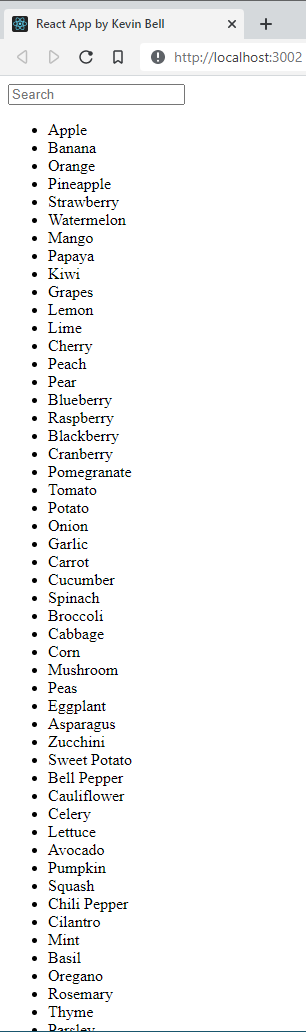 React App by Kevin Bell
http://localhost:3002
Search
Apple
Banana
Orange
Pineapple
Strawberry
Watermelon
Mango
Papaya
Kiwi
Grapes
Lemon
Lime
Cherry
Peach
Pear
Blueberry
Raspberry
Blackberry
Cranberry
Pomegranate
Tomato
Potato
Onion
Garlic
Carrot
Cucumber
Spinach
Broccoli
Cabbage
Corn
Mushroom
Peas
Eggplant
Asparagus
Zucchini
Sweet Potato
Bell Pepper
Cauliflower
Celery
Lettuce
Avocado
Pumpkin
Squash
Chili Pepper
Cilantro
Mint
Basil
Oregano
Rosemary
Thyme
Parsley